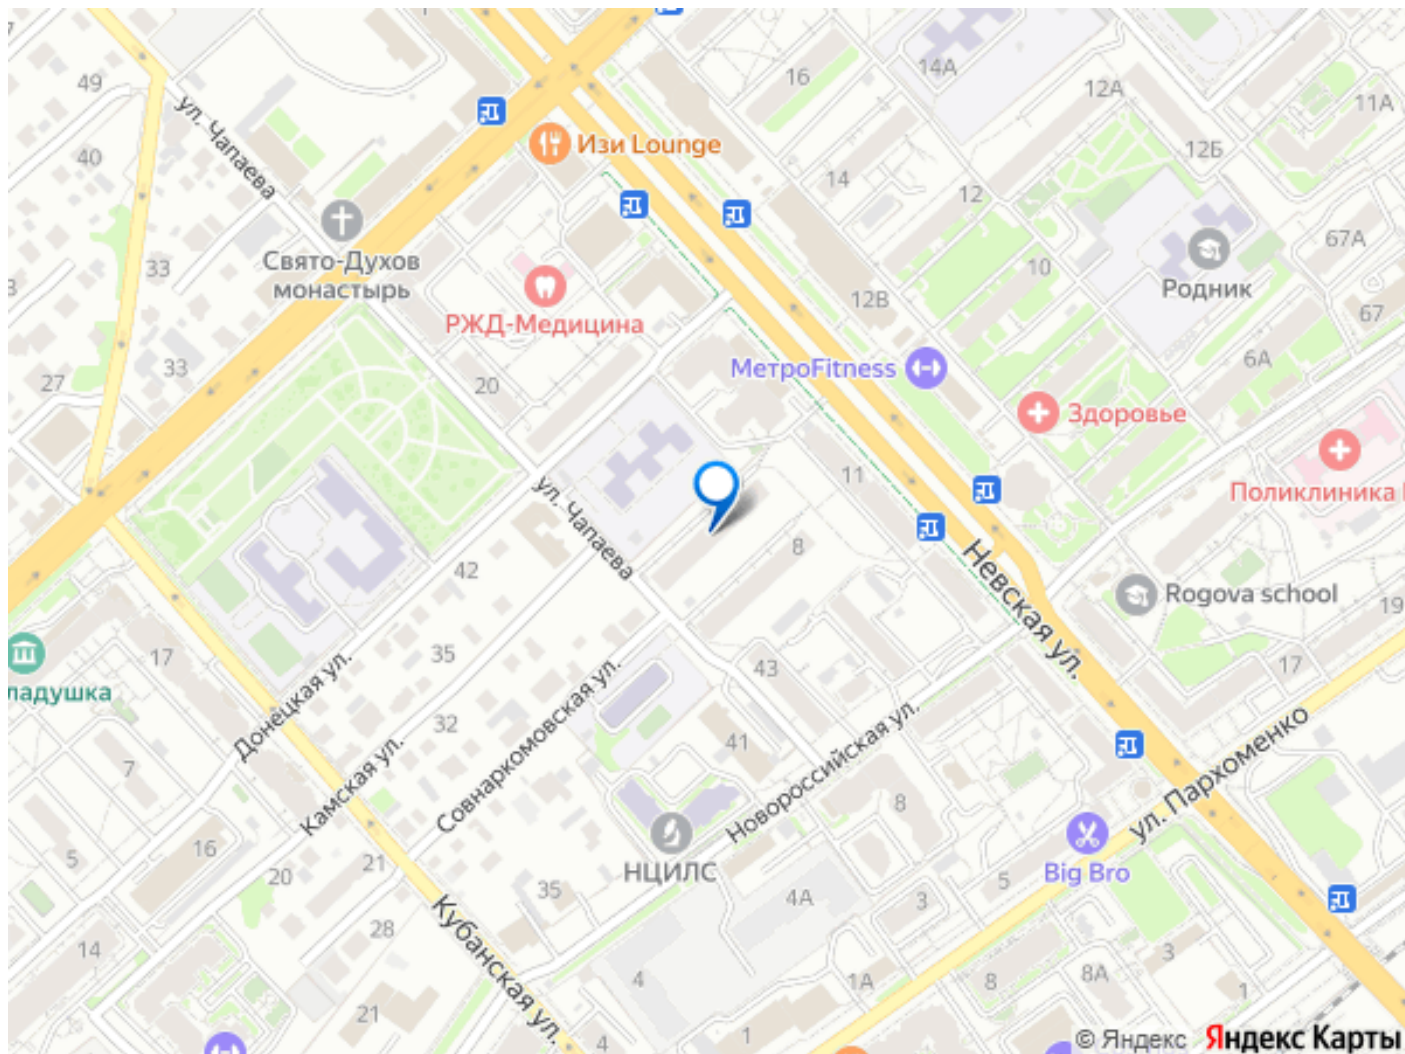 49
ул. Чапаева
40
16
14А
12А
11А
Изи Lounge
12Б
14
12
Свято-Духов
монастырь
33
67А
10
Родник
РЖД-Медицина
12В
67
33
27
20
МетроFitness
6А
Здоровье
11
Поликлиника
ул. Чапаева
42
8
Невская ул.
Rogova school
19
17
ладушка
35
43
17
Донецкая ул.
32
Совнаркомовская ул.
41
Новороссийская ул.
7
Камская ул.
8
ул. Пархоменко
5
16
20
21
НЦИЛС
35
4А
3
5
Big Bro
28
Кубанская ул.
14
4
1А
8
8А
3
1
21
4
1
© Яндекс Яндекс Карты